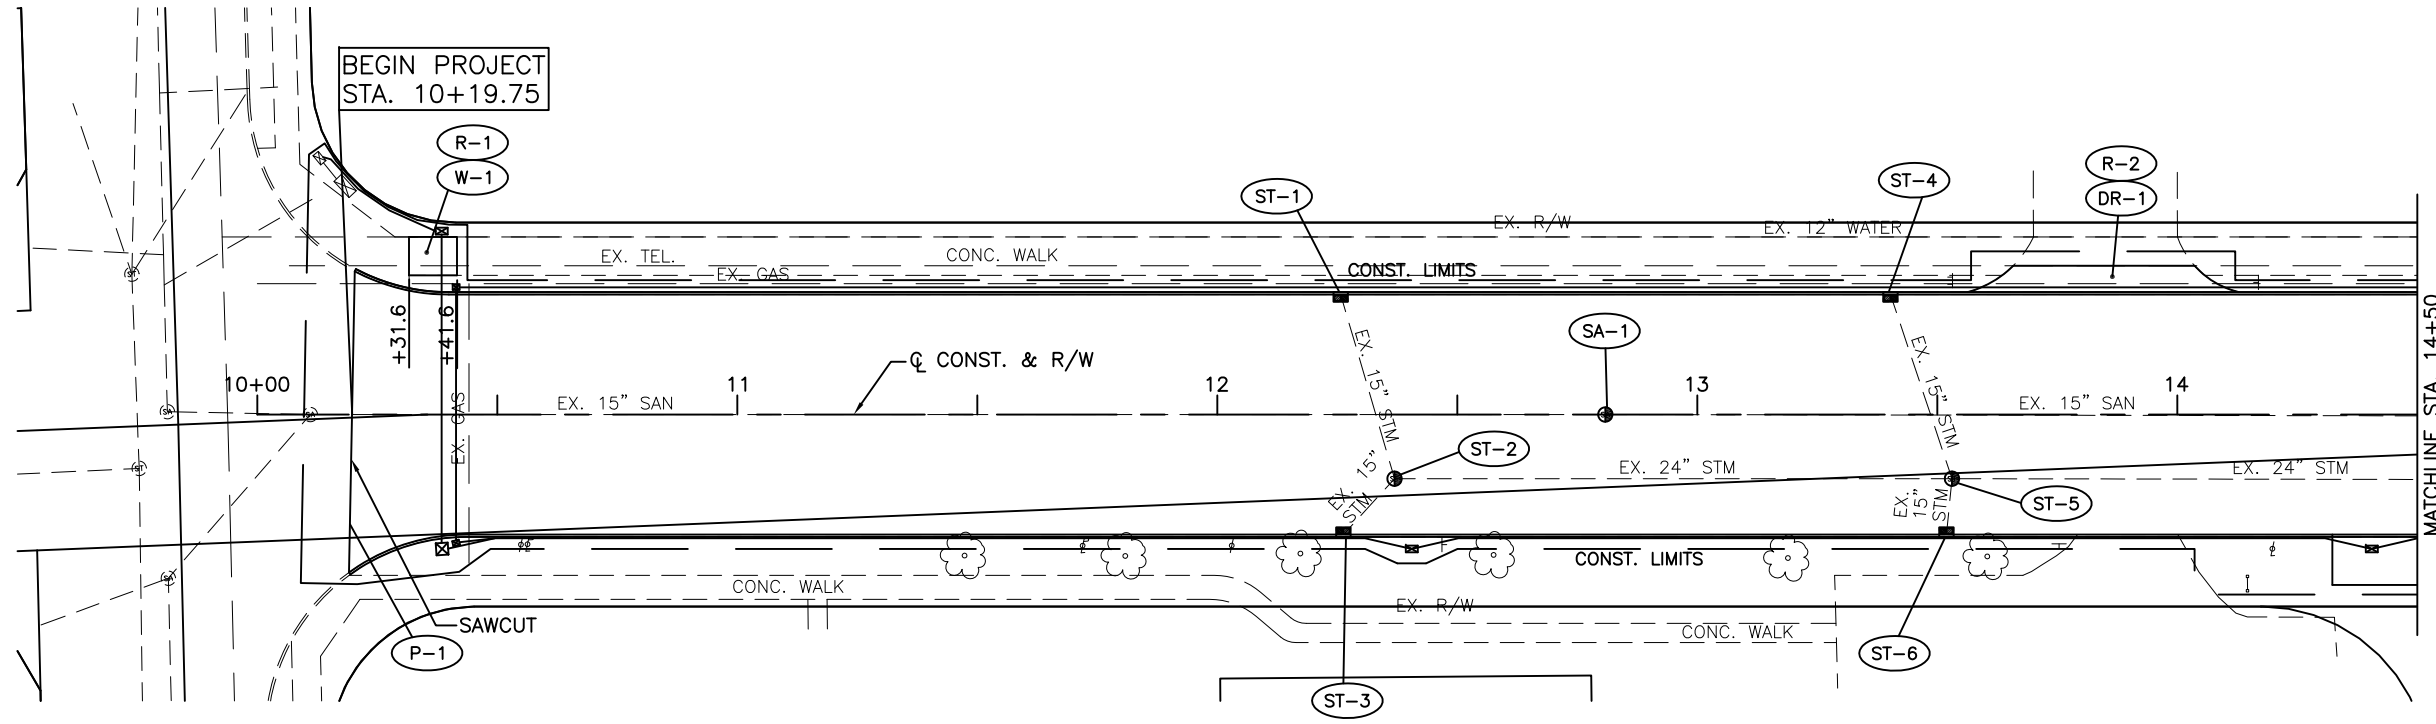 BEGIN PROJECT
STA. 10+19.75
R-1
W-1
ST-1
ST-4
R-2
DR-1
EX. R/W
EX. 12” WATER
EX. TEL.
CONC. WALK
EX. GAS
CONST. LIMITS
+31.6
+41.6
SA-1
EX. 15” STM
EX. 15” STM
℄ CONST. & R/W
10+00
11
12
13
14
EX. 15” SAN
EX. 15” SAN
EX. GAS
MATCHLINE STA. 14+50
ST-2
EX. 24” STM
EX. 24” STM
EX. 15”
STM
EX.
15”
STM
ST-5
CONST. LIMITS
CONC. WALK
EX. R/W
SAWCUT
CONC. WALK
P-1
ST-6
ST-3
ST
SA
SA
ST